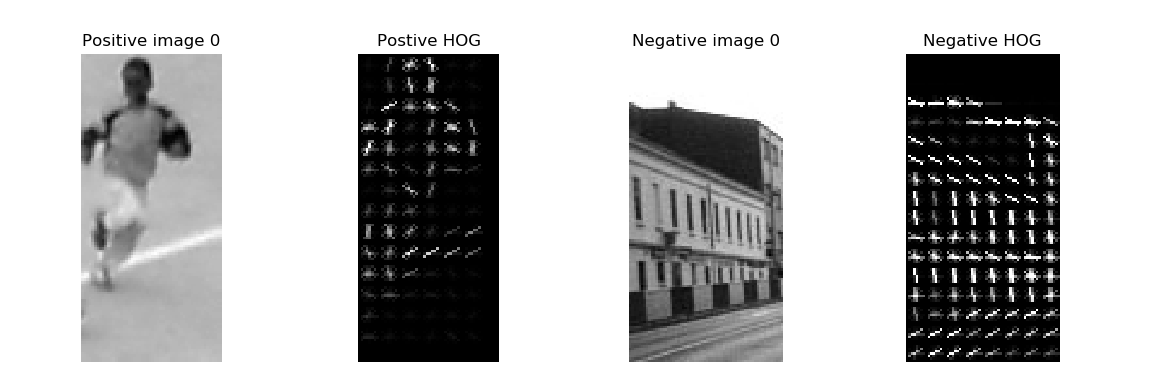 Positive image 0
Postive HOG
Negative image 0
Negative HOG